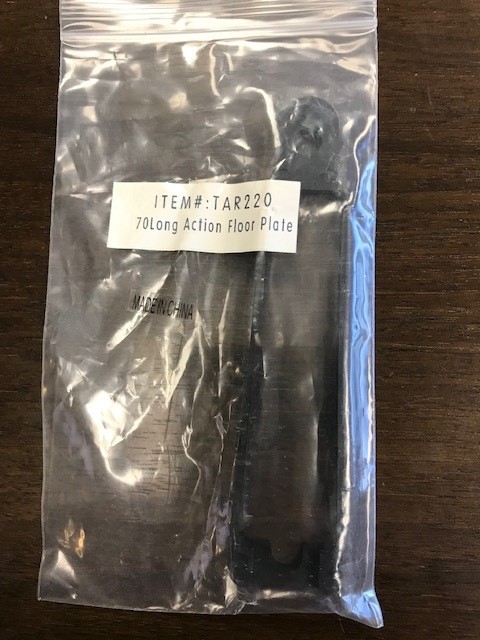 ITEM#:TAR220
70Long Action Floor Plate
MADE IN CHINA